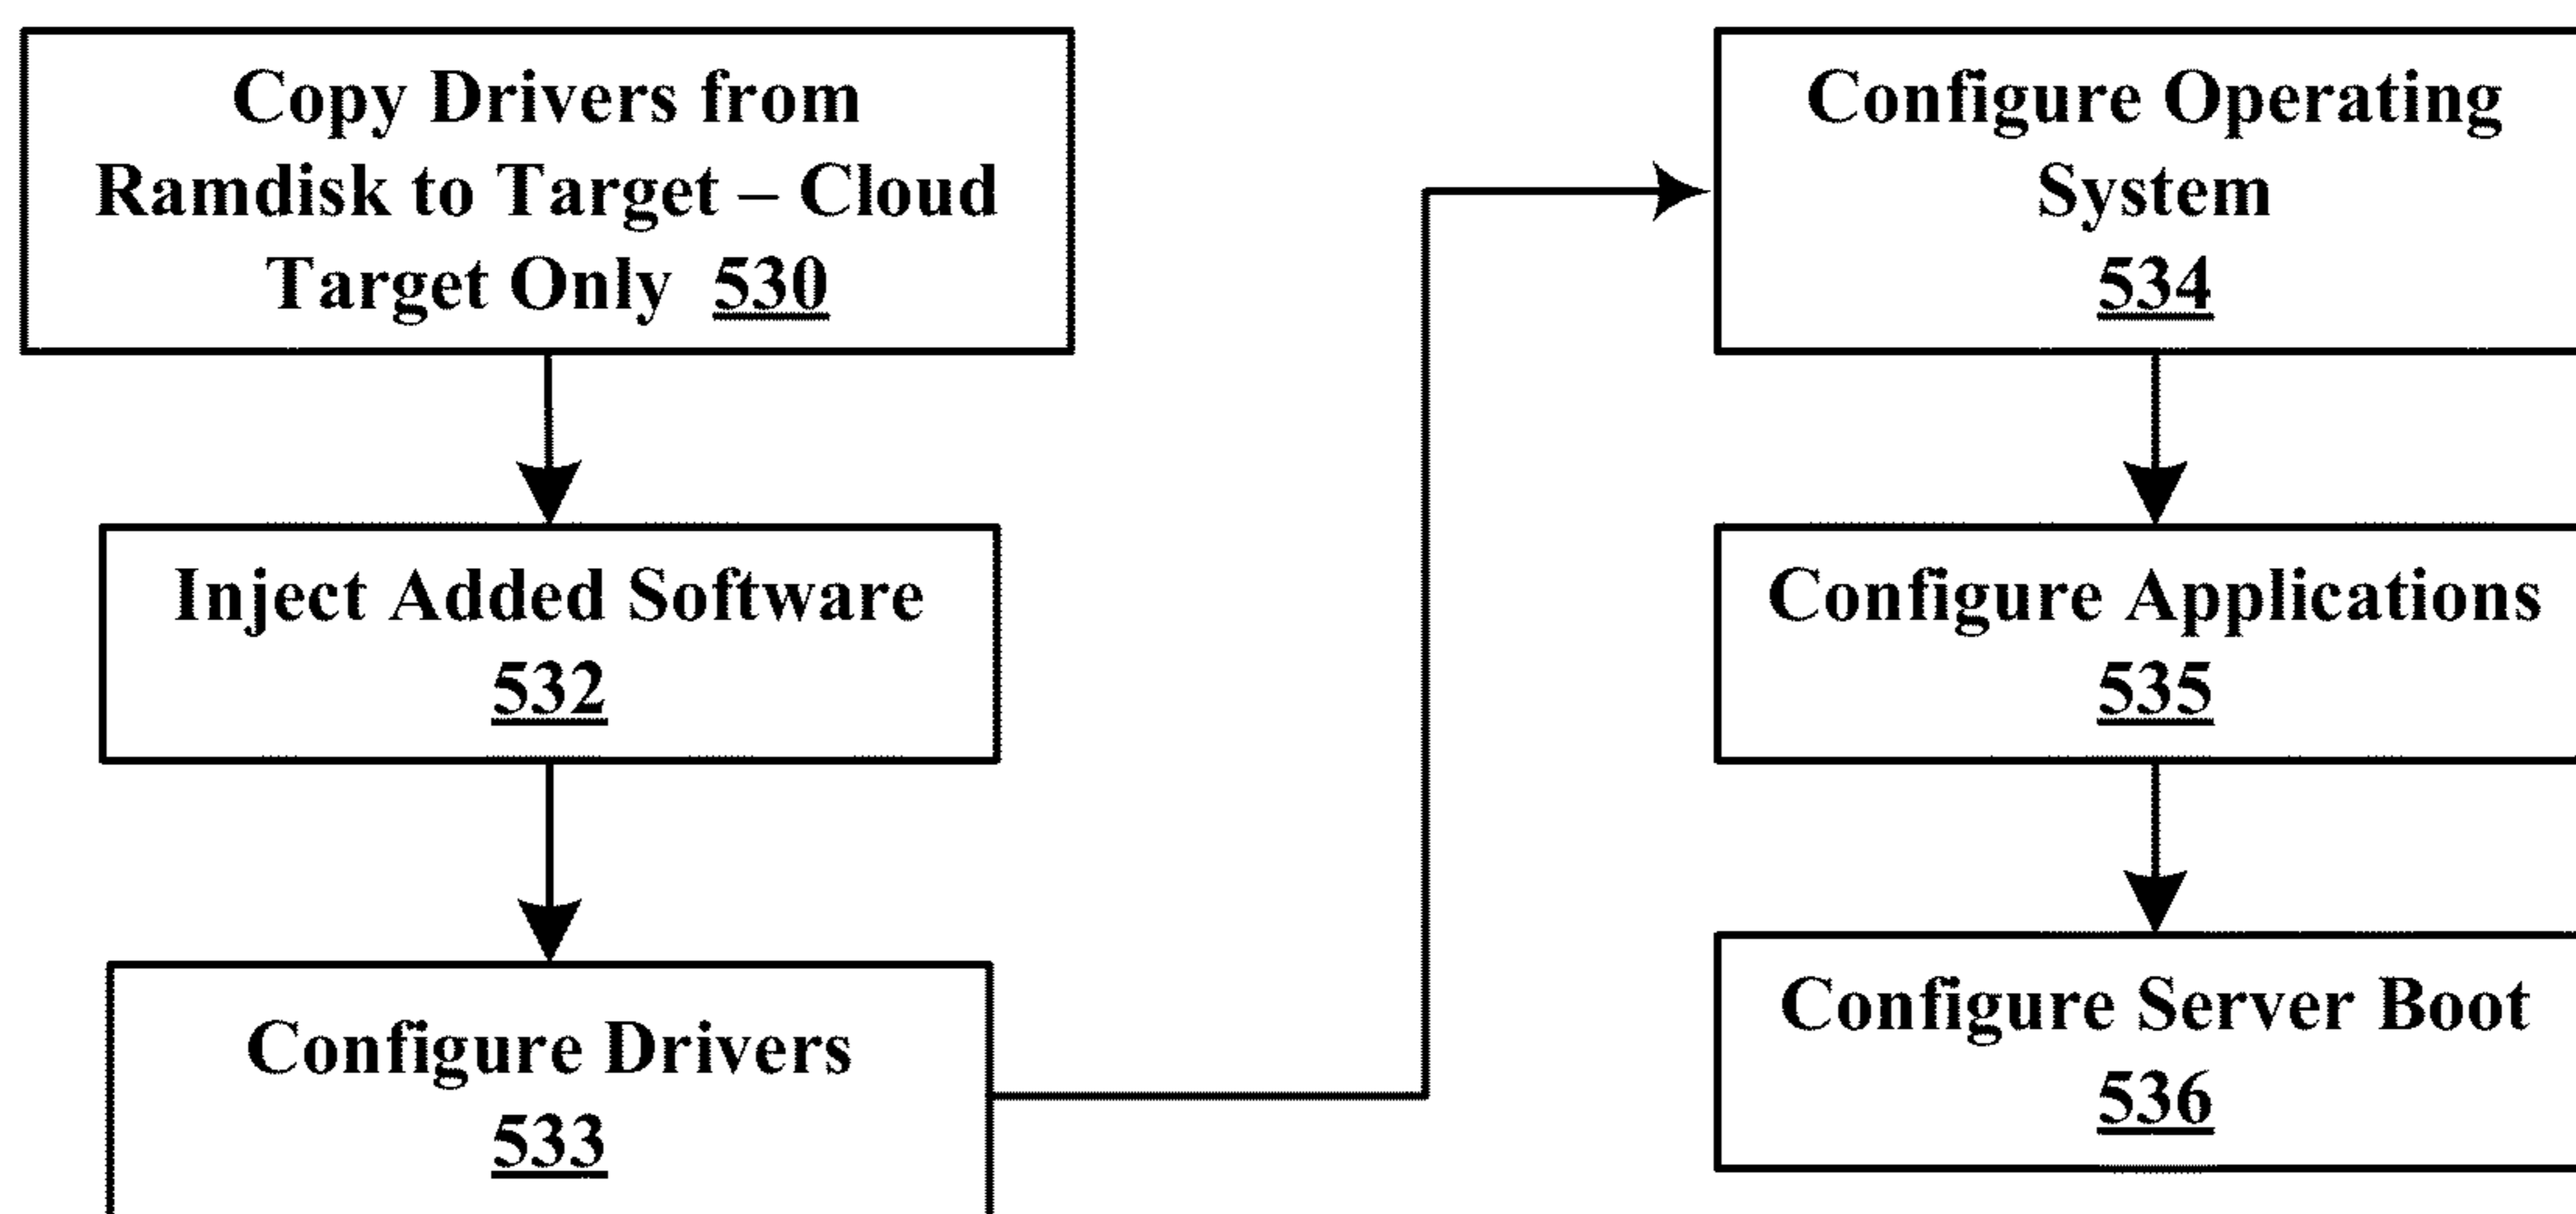 Copy Drivers from
Ramdisk to Target – Cloud
Target Only 530
Inject Added Software
532
Configure Drivers
533
Configure Operating
System
534
Configure Applications
535
Configure Server Boot
536